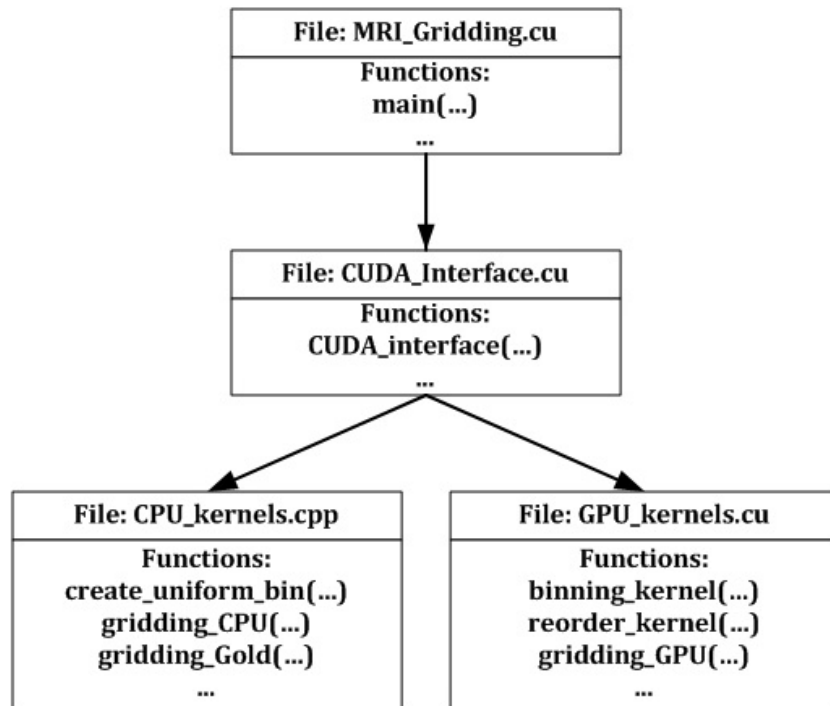 File: MRI_Gridding.cu
Functions:
main(...)
...
File: CUDA_Interface.cu
Functions:
CUDA_interface(...)
...
File: CPU_kernels.cpp
Functions:
create_uniform_bin(...)
gridding_CPU(...)
gridding_Gold(...)
...
File: GPU_kernels.cu
Functions:
binning_kernel(...)
reorder_kernel(...)
gridding_GPU(...)
...